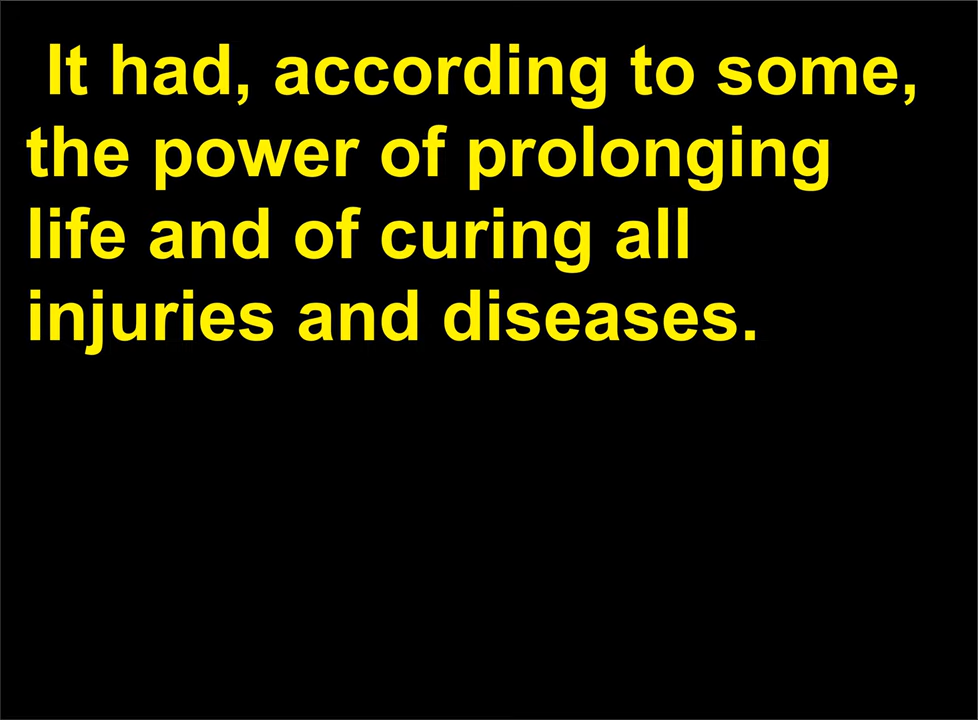 It had, according to some,
the power of prolonging
life and of curing all
injuries and diseases.